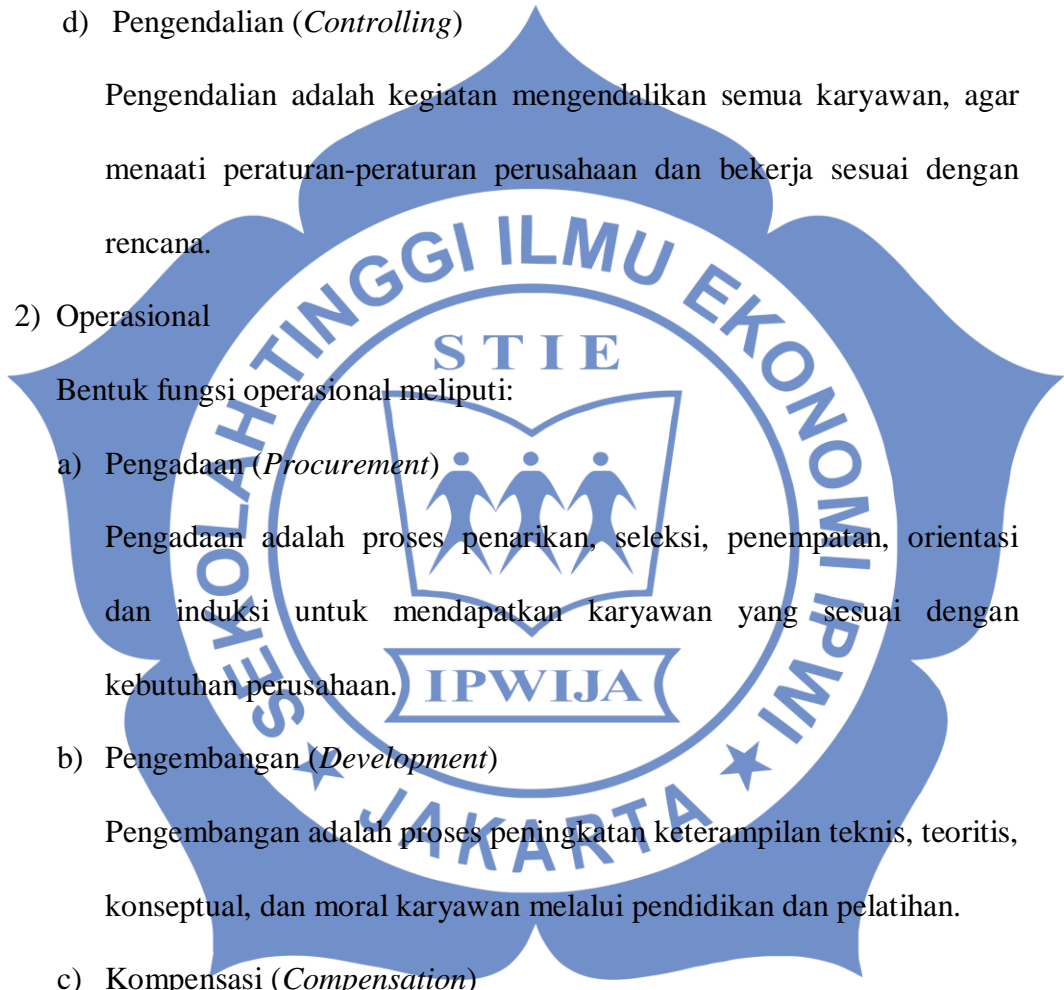 d) Pengendalian (Controlling)
Pengendalian adalah kegiatan mengendalikan semua karyawan, agar
menaati peraturan-peraturan perusahaan dan bekerja sesuai dengan
rencana.
2) Operasional
Bentuk fungsi operasional meliputi:
a) Pengadaan (Procurement)
Pengadaan adalah proses penarikan, seleksi, penempatan, orientasi
dan induksi untuk mendapatkan karyawan yang sesuai dengan
kebutuhan perusahaan.
b) Pengembangan (Development)
Pengembangan adalah proses peningkatan keterampilan teknis, teoritis,
konseptual, dan moral karyawan melalui pendidikan dan pelatihan.
c) Kompensasi (Compensation)
SEKOLAH TINGGI ILMU EKONOMI IPWI
STIE
IPWIJA
★ JAKARTA ★